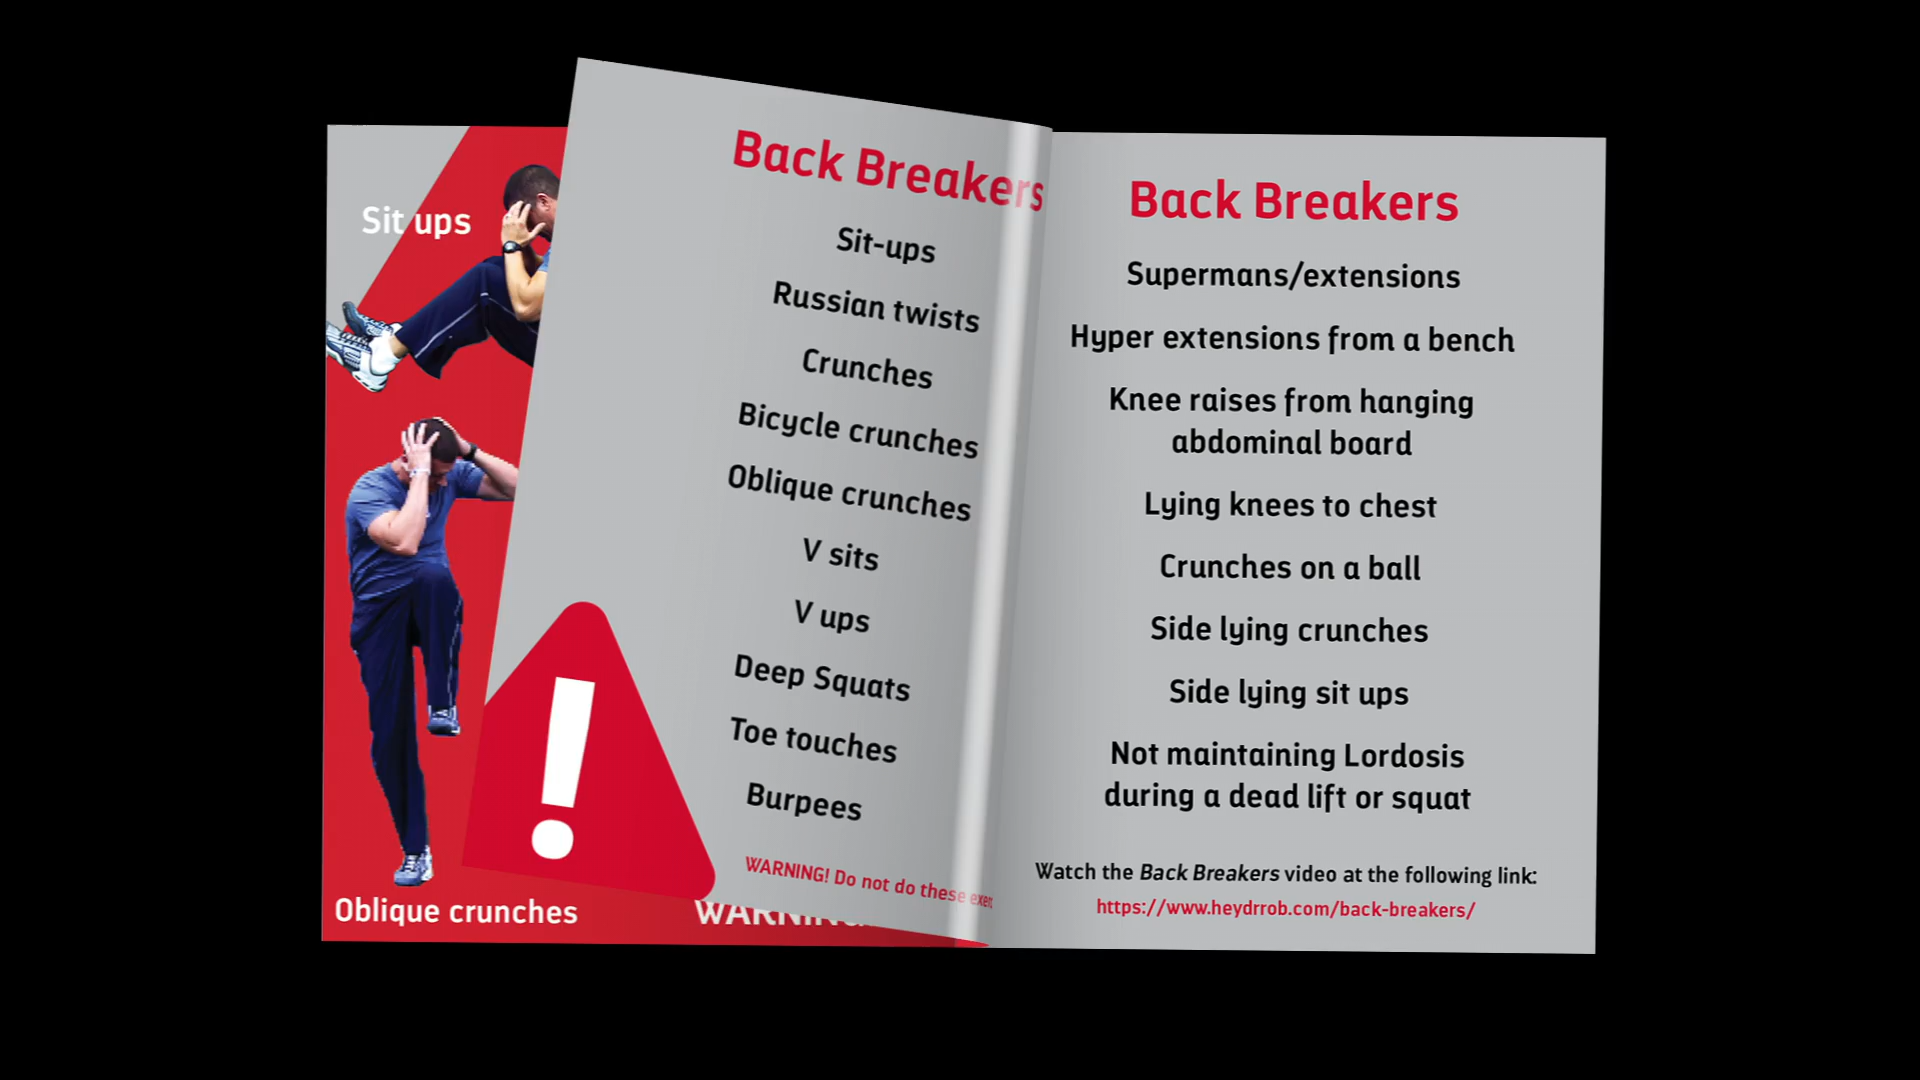 Sit ups
Oblique crunches
WARNING
Back Breakers
Sit-ups
Russian twists
Crunches
Bicycle crunches
Oblique crunches
V sits
V ups
Deep Squats
Toe touches
Burpees
WARNING! Do not do these
Back Breakers
Supermans/extensions
Hyper extensions from a bench
Knee raises from hanging
abdominal board
Lying knees to chest
Crunches on a ball
Side lying crunches
Side lying sit ups
Not maintaining Lordosis
during a dead lift or squat
Watch the Back Breakers video at the following link:
https://www.heydrrob.com/back-breakers/